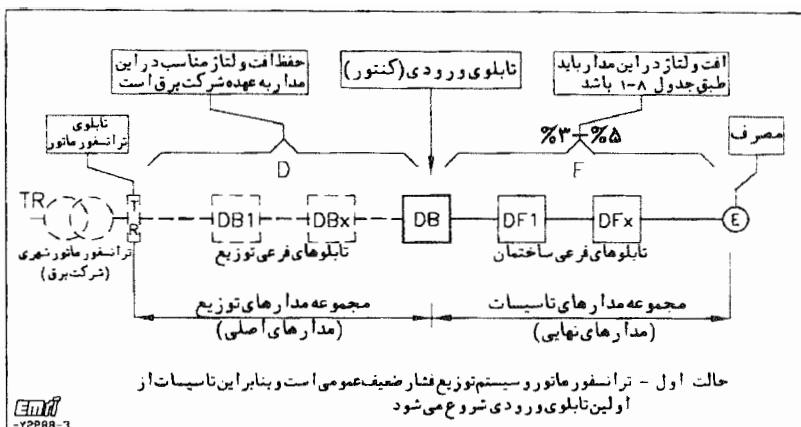 حفظ افت ولتاژ مناسب در این
مدار به عهده شرکت برق است
تابلوی ورودی (کنتور)
افت ولتاژ در این مدار باید
طبق جدول ۸-۱ باشد
تابلوی
ترانسفورماتور
%۳ - %۵
مصرف
D
F
TR
T
R
DB1
DBx
DB
DF1
DFx
E
ترانسفورماتور شهری
(شرکت برق)
تابلوهای فرعی توزیع
تابلوهای فرعی ساختمان
مجموعه مدارهای توزیع
(مدارهای اصلی)
مجموعه مدارهای تاسیسات
(مدارهای نهایی)
حالت اول - ترانسفورماتور و سیستم توزیع فشار ضعیف عمومی است و بنابراین تاسیسات از
اولین تابلوی ورودی شروع می شود
Emri